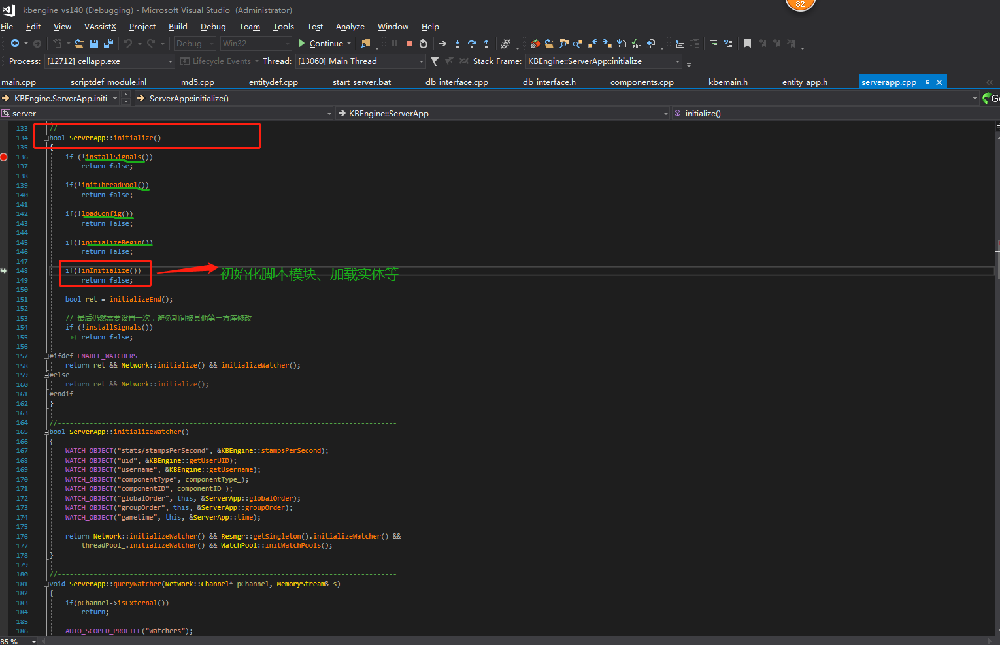 82
kbengine_vs140 (Debugging) - Microsoft Visual Studio (Administrator)
File Edit View VAssistX Project Build Debug Team Tools Test Analyze Window Help
Debug Win32 Continue
Process: [12712] cellapp.exe Lifecycle Events Thread: [13060] Main Thread Stack Frame: KBEngine::ServerApp::initialize
main.cpp scriptdef_module.inl md5.cpp entitydef.cpp start_server.bat db_interface.cpp db_interface.h components.cpp kbemain.h entity_app.h serverapp.cpp
KBEngine.ServerApp.initi ServerApp::initialize() Go
server KBEngine::ServerApp initialize()
133 //-------------------------------------------------------------------------------------
134 bool ServerApp::initialize()
135 {
136 if (!installSignals())
137 return false;
138
139 if(!initThreadPool())
140 return false;
141
142 if(!loadConfig())
143 return false;
144
145 if(!initializeBegin())
146 return false;
147
148 if(!inInitialize()) 初始化脚本模块、加载实体等
149 return false;
150
151 bool ret = initializeEnd();
152
153 // 最后仍然需要设置一次，避免期间被其他第三方库修改
154 if (!installSignals())
155 return false;
156
157 #ifdef ENABLE_WATCHERS
158 return ret && Network::initialize() && initializeWatcher();
159 #else
160 return ret && Network::initialize();
161 #endif
162 }
163
164 //-------------------------------------------------------------------------------------
165 bool ServerApp::initializeWatcher()
166 {
167 WATCH_OBJECT("stats/stampsPerSecond", &KBEngine::stampsPerSecond);
168 WATCH_OBJECT("uid", &KBEngine::getUserUID);
169 WATCH_OBJECT("username", &KBEngine::getUsername);
170 WATCH_OBJECT("componentType", componentType_);
171 WATCH_OBJECT("componentID", componentID_);
172 WATCH_OBJECT("globalOrder", this, &ServerApp::globalOrder);
173 WATCH_OBJECT("groupOrder", this, &ServerApp::groupOrder);
174 WATCH_OBJECT("gametime", this, &ServerApp::time);
175
176 return Network::initializeWatcher() && Resmgr::getSingleton().initializeWatcher() &&
177 threadPool_.initializeWatcher() && WatchPool::initWatchPools();
178 }
179
180 //-------------------------------------------------------------------------------------
181 void ServerApp::queryWatcher(Network::Channel* pChannel, MemoryStream& s)
182 {
183 if(pChannel->isExternal())
184 return;
185
186 AUTO_SCOPED_PROFILE("watchers");
85 %